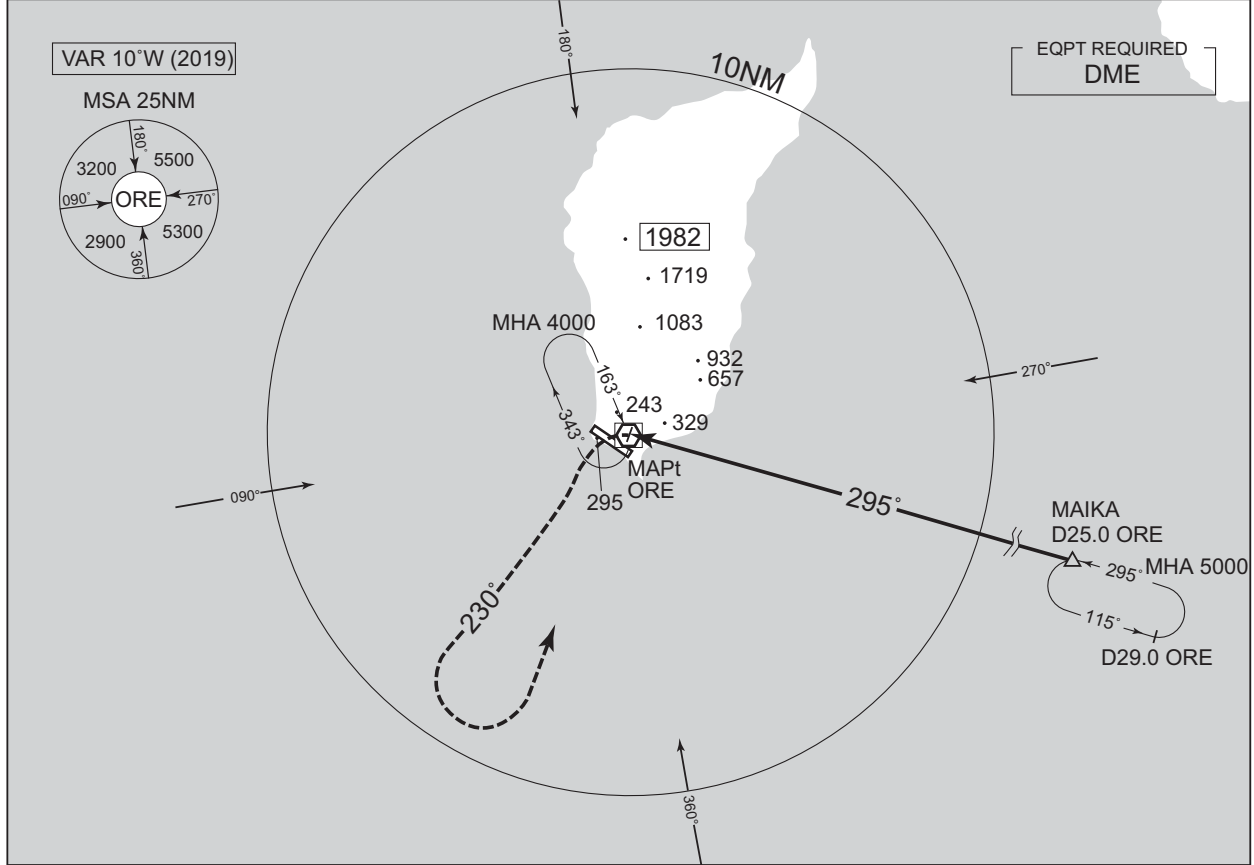 VAR 10˚W (2019)
MSA 25NM
180˚
3200
5500
090˚
ORE
270˚
2900
5300
360˚
180˚
10NM
EQPT REQUIRED
DME
1982
1719
1083
MHA 4000
932
657
163˚
243
329
343˚
270˚
MAPt
ORE
295
090˚
295˚
MAIKA
D25.0 ORE
295˚
MHA 5000
115˚
D29.0 ORE
230˚
360˚